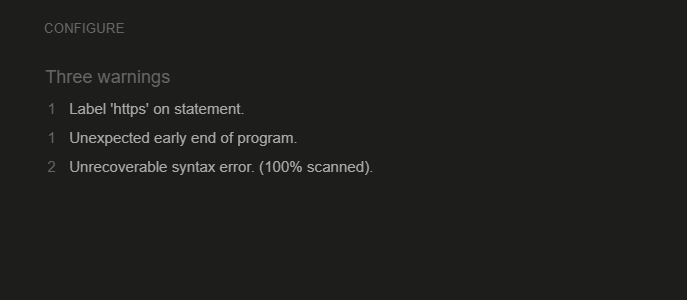 CONFIGURE
Three warnings
1 Label 'https' on statement.
1 Unexpected early end of program.
2 Unrecoverable syntax error. (100% scanned).